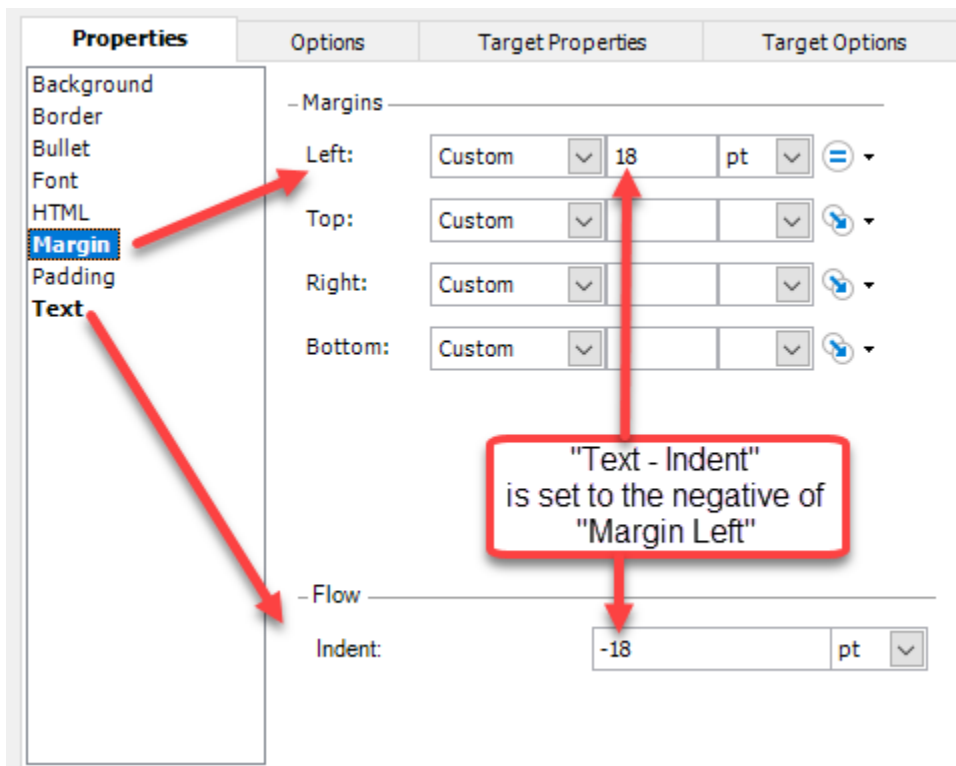 Properties Options Target Properties Target Options
Background
Border
Bullet
Font
HTML
Margin
Padding
Text
Margins
Left: Custom 18 pt
Top: Custom
Right: Custom
Bottom: Custom
"Text - Indent"
is set to the negative of
"Margin Left"
Flow
Indent: -18 pt